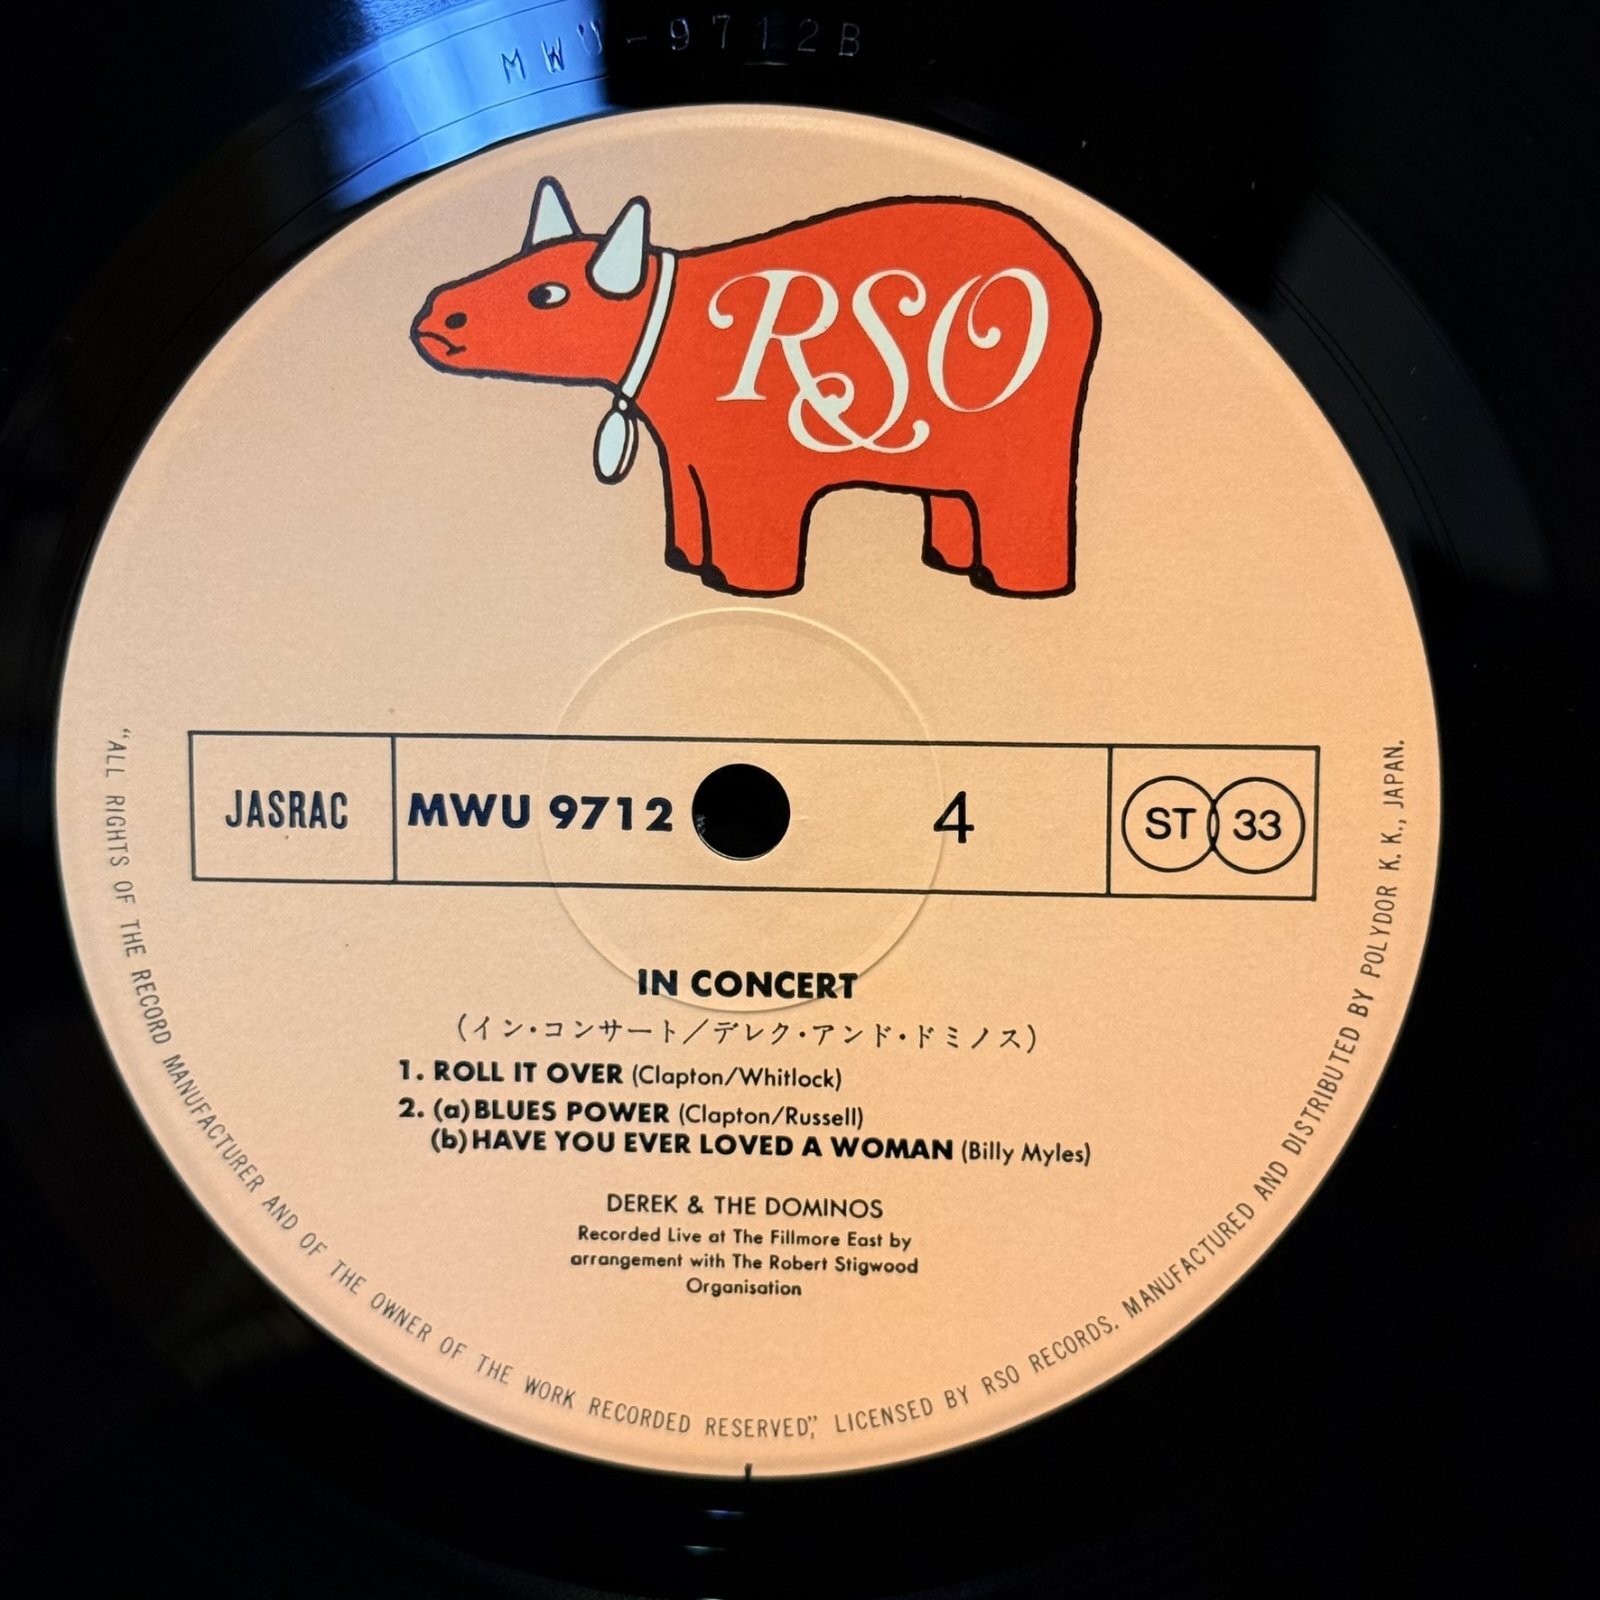 MWU-9712B
RSO
JASRAC
MWU 9712
4
ST 33
IN CONCERT
(イン・コンサート/デレク・アンド・ドミノス)
1. ROLL IT OVER (Clapton/Whitlock)
2. (a) BLUES POWER (Clapton/Russell)
(b) HAVE YOU EVER LOVED A WOMAN (Billy Myles)
DEREK & THE DOMINOS
Recorded Live at The Fillmore East by
arrangement with The Robert Stigwood
Organisation
"ALL RIGHTS OF THE RECORD MANUFACTURER AND OF THE OWNER OF THE WORK RECORDED RESERVED", LICENSED BY RSO RECORDS. MANUFACTURED AND DISTRIBUTED BY POLYDOR K. K., JAPAN.